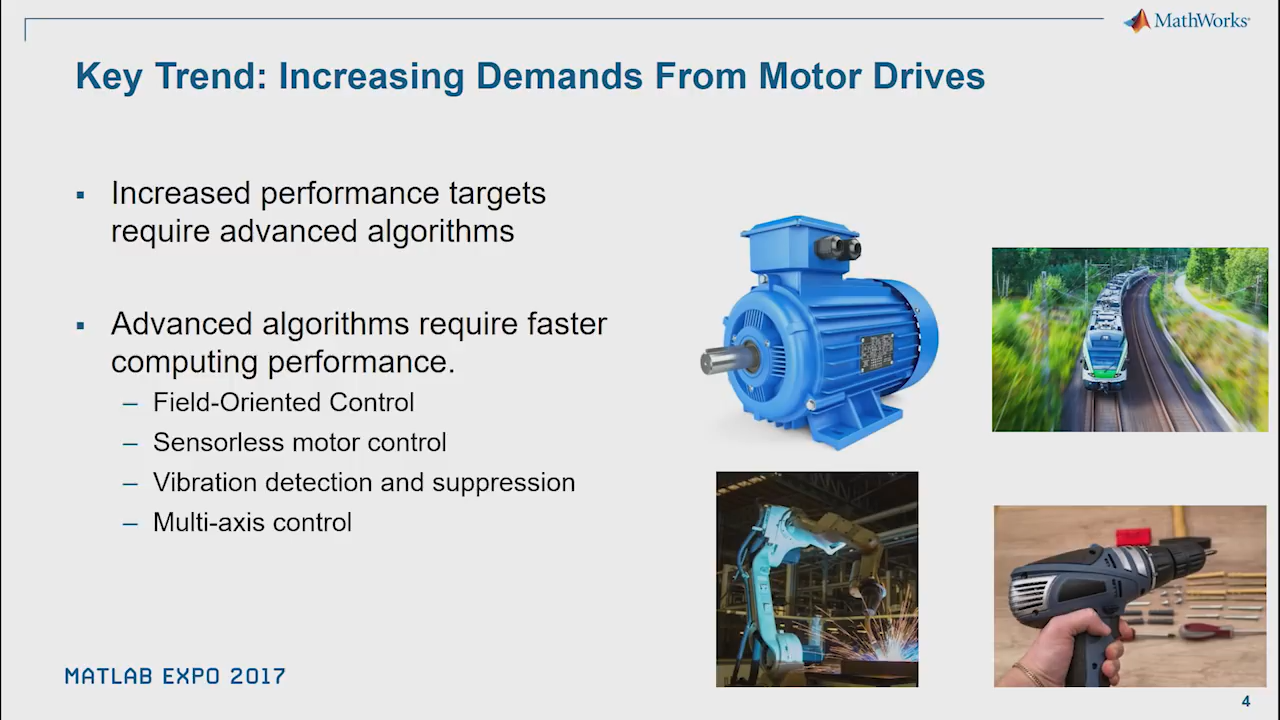 MathWorks
Key Trend: Increasing Demands From Motor Drives
▪ Increased performance targets
require advanced algorithms
▪ Advanced algorithms require faster
computing performance.
– Field-Oriented Control
– Sensorless motor control
– Vibration detection and suppression
– Multi-axis control
MATLAB EXPO 2017
4